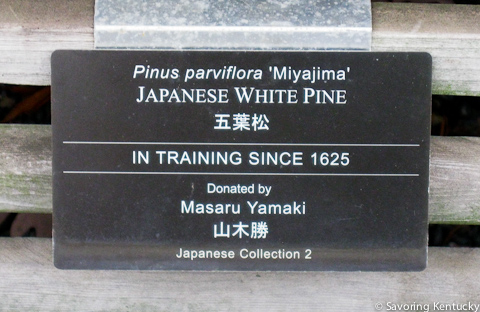 Pinus parviflora 'Miyajima'
JAPANESE WHITE PINE
五葉松
IN TRAINING SINCE 1625
Donated by
Masaru Yamaki
山木勝
Japanese Collection 2
© Savoring Kentucky